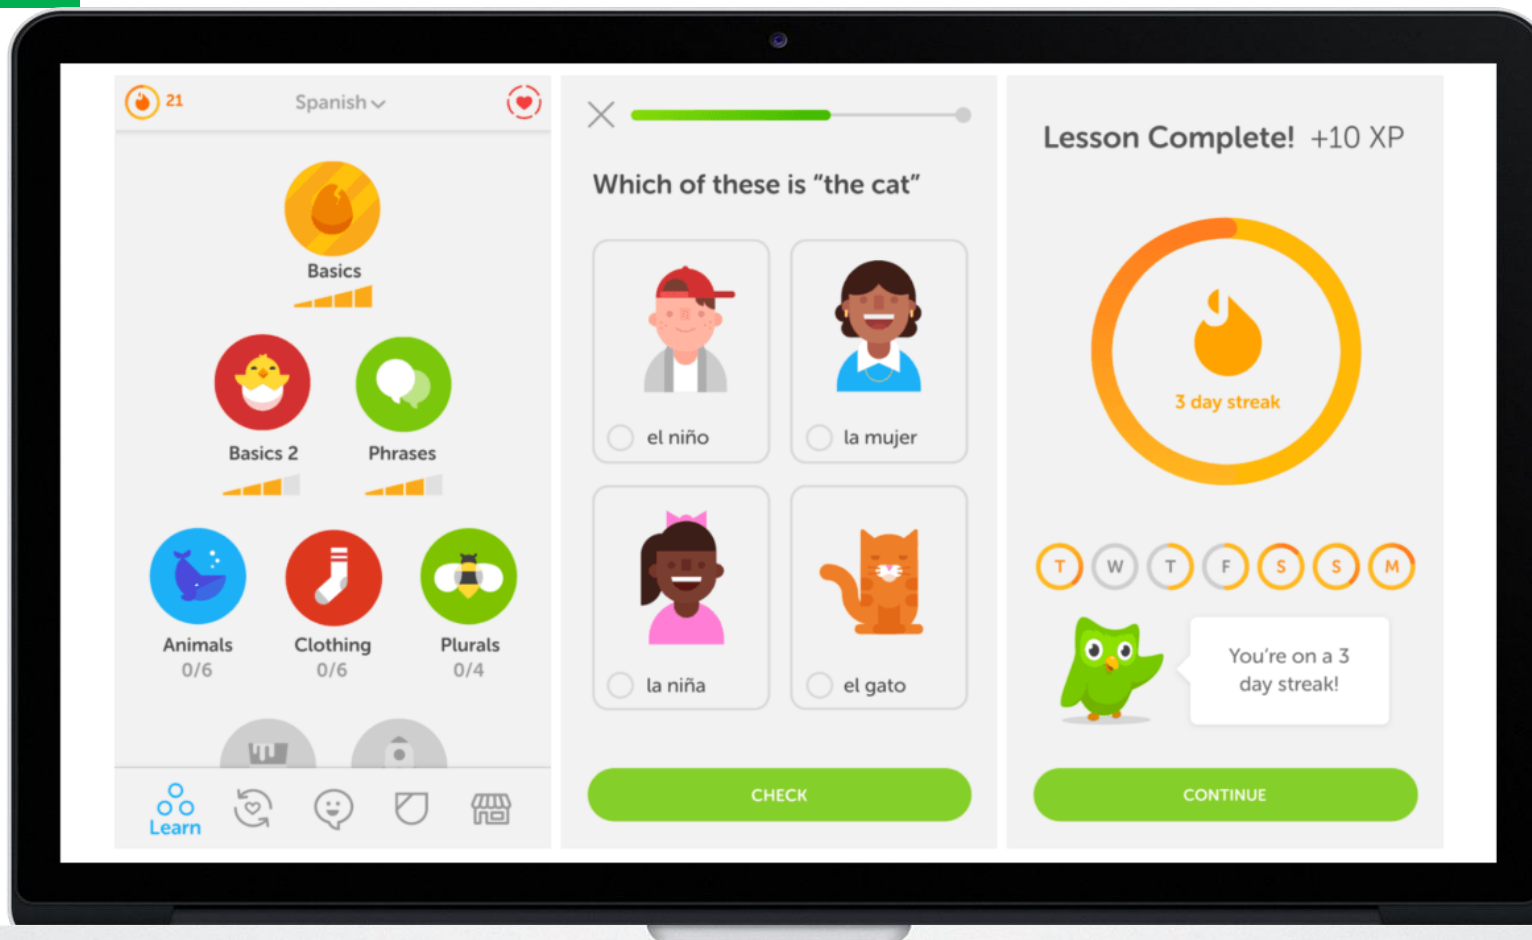 21
Spanish
Basics
Basics 2
Phrases
Animals
0/6
Clothing
0/6
Plurals
0/4
Learn
Which of these is “the cat”
el niño
la mujer
la niña
el gato
CHECK
Lesson Complete! +10 XP
3 day streak
T W T F S S M
You're on a 3
day streak!
CONTINUE